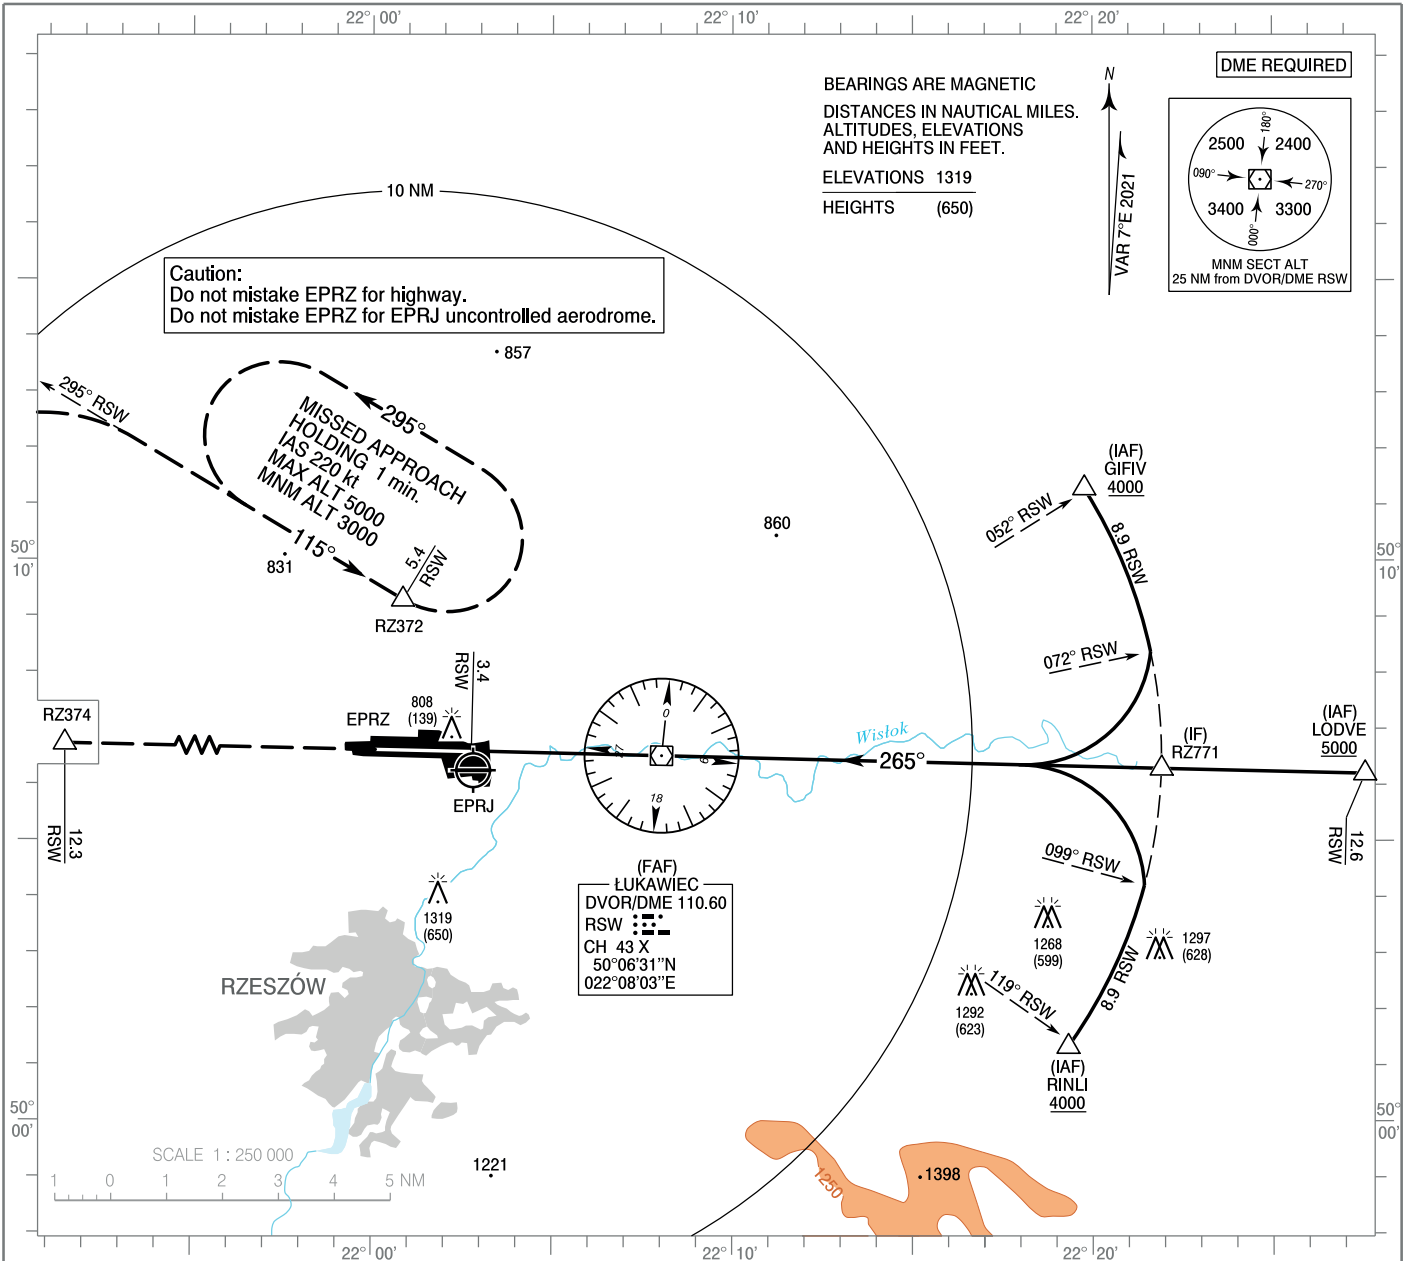 22° 00'
22° 10'
22° 20'
DME REQUIRED
BEARINGS ARE MAGNETIC
DISTANCES IN NAUTICAL MILES.
ALTITUDES, ELEVATIONS
AND HEIGHTS IN FEET.
ELEVATIONS 1319
HEIGHTS (650)
N
VAR 7°E 2021
180°
2500
2400
090°
270°
3400
3300
000°
MNM SECT ALT
25 NM from DVOR/DME RSW
10 NM
Caution:
Do not mistake EPRZ for highway.
Do not mistake EPRZ for EPRJ uncontrolled aerodrome.
857
295° RSW
295°
MISSED APPROACH
HOLDING 1 min.
IAS 220 kt
MAX ALT 5000
MNM ALT 3000
115°
5.4
RSW
831
RZ372
860
(IAF)
GIFIV
4000
052° RSW
8.9 RSW
072° RSW
50°
10'
50°
10'
RZ374
12.3
RSW
EPRZ
808
(139)
3.4
RSW
EPRJ
0
9
18
27
Wisłok
265°
(IF)
RZ771
(IAF)
LODVE
5000
12.6
RSW
099° RSW
(FAF)
ŁUKAWIEC
DVOR/DME 110.60
RSW
CH 43 X
50°06'31"N
022°08'03"E
1319
(650)
RZESZÓW
1268
(599)
1297
(628)
1292
(623)
119° RSW
8.9 RSW
(IAF)
RINLI
4000
50°
00'
50°
00'
SCALE 1 : 250 000
1 0 1 2 3 4 5 NM
1221
1250
1398
22° 00'
22° 10'
22° 20'